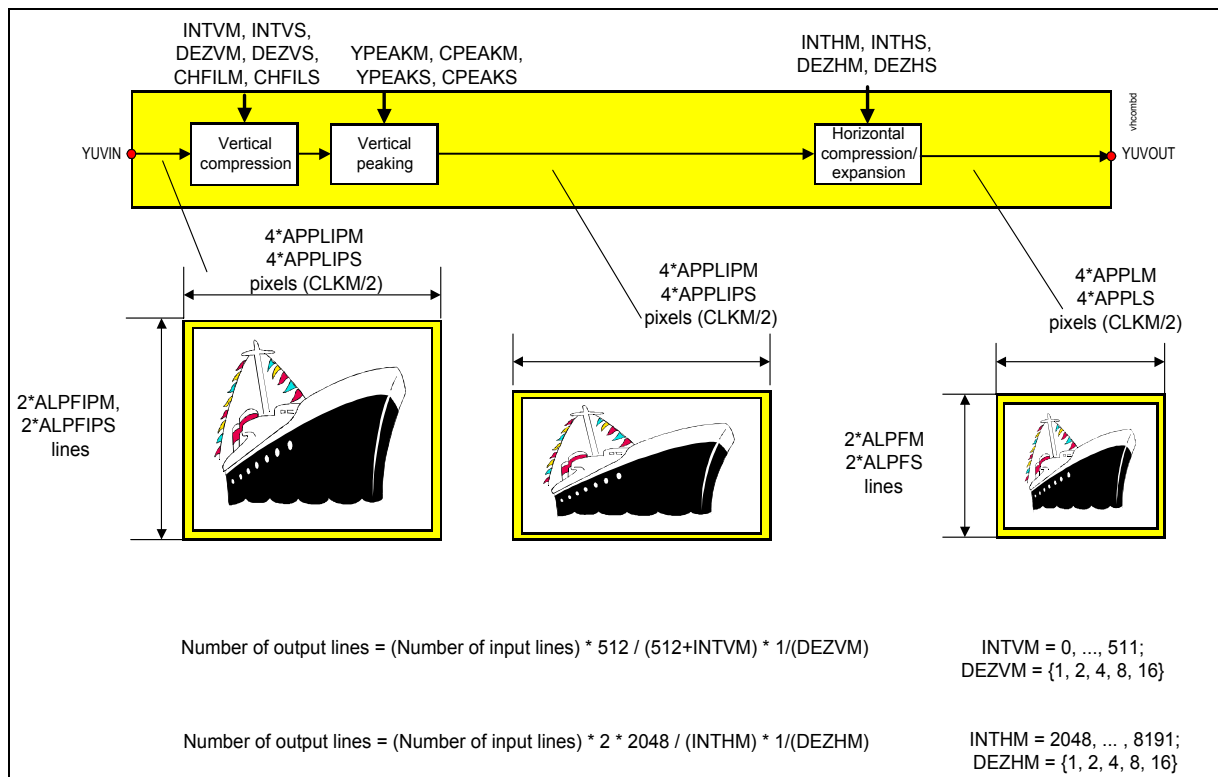 INTVM, INTVS,
DEZVM, DEZVS,
CHFILM, CHFILS
YPEAKM, CPEAKM,
YPEAKS, CPEAKS
INTHM, INTHS,
DEZHM, DEZHS
vhcombd
YUVIN
Vertical
compression
Vertical
peaking
Horizontal
compression/
expansion
YUVOUT
4*APPLIPM
4*APPLIPS
pixels (CLKM/2)
4*APPLIPM
4*APPLIPS
pixels (CLKM/2)
4*APPLM
4*APPLS
pixels (CLKM/2)
2*ALPFIPM,
2*ALPFIPS
lines
2*ALPFM
2*ALPFS
lines
Number of output lines = (Number of input lines) * 512 / (512+INTVM) * 1/(DEZVM)
INTVM = 0, ..., 511;
DEZVM = {1, 2, 4, 8, 16}
Number of output lines = (Number of input lines) * 2 * 2048 / (INTHM) * 1/(DEZHM)
INTHM = 2048, ... , 8191;
DEZHM = {1, 2, 4, 8, 16}